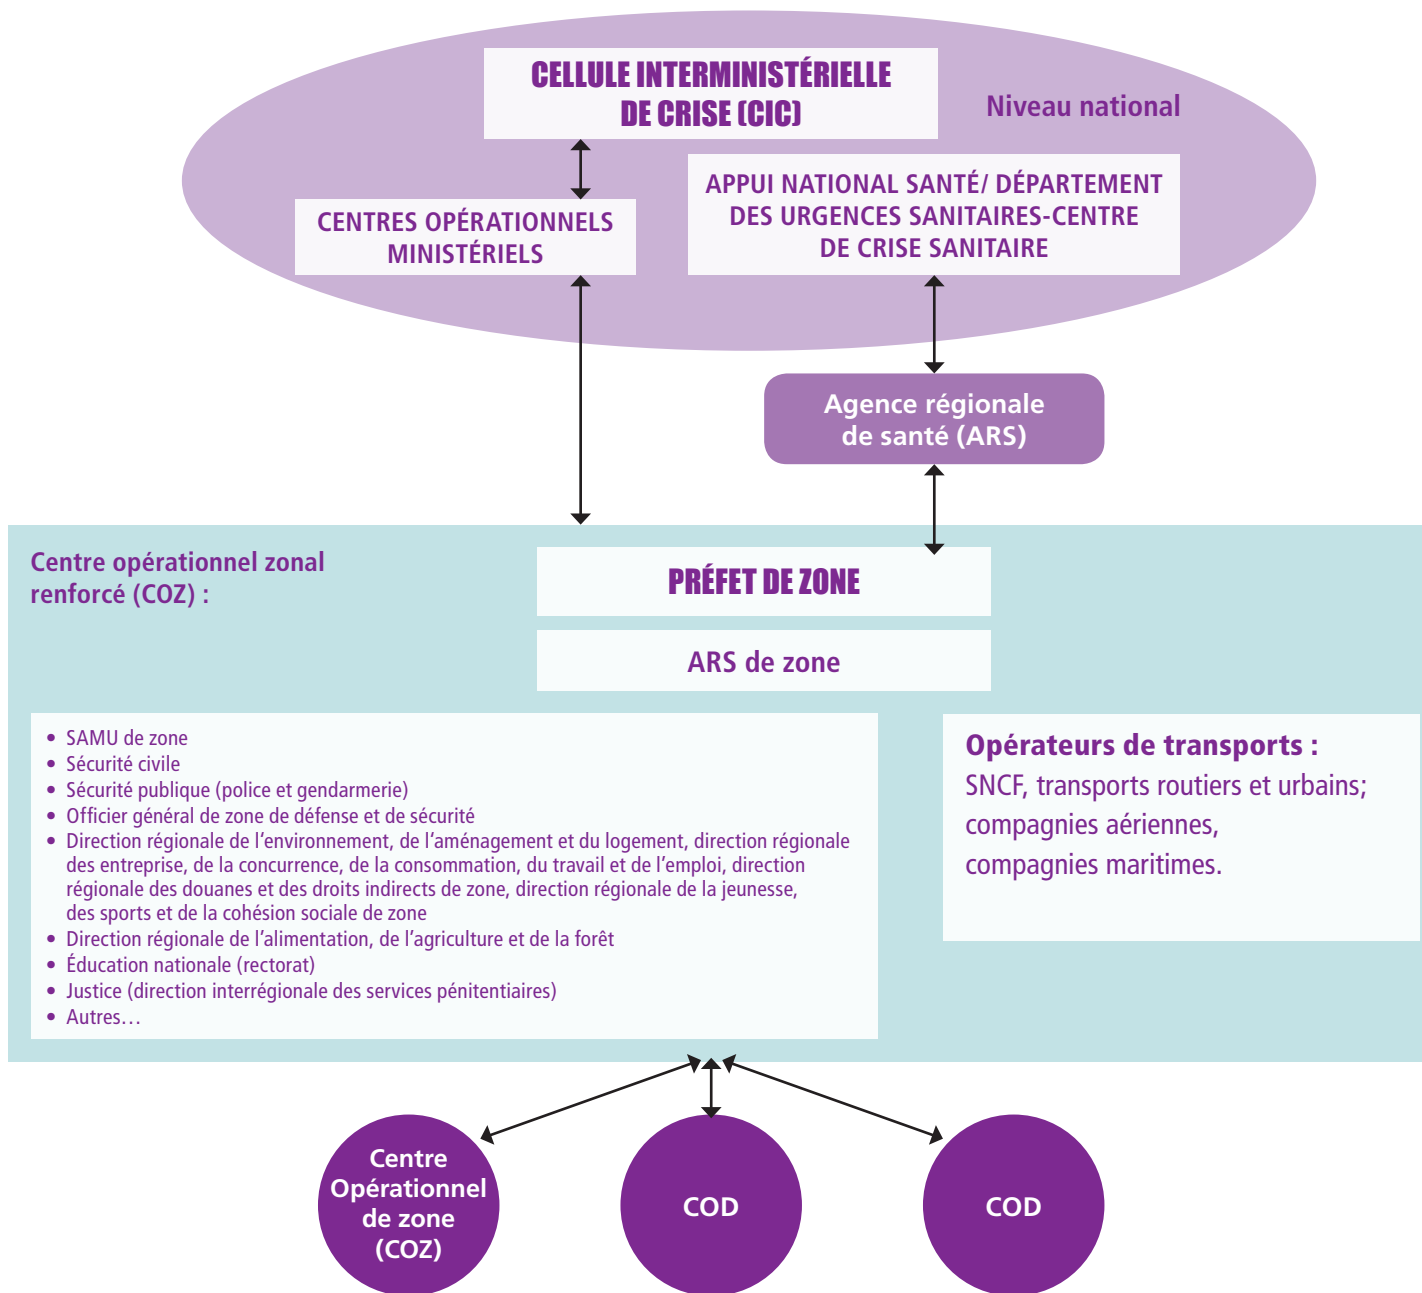 CELLULE INTERMINISTÉRIELLE
DE CRISE (CIC)
Niveau national
CENTRES OPÉRATIONNELS
MINISTÉRIELS
APPUI NATIONAL SANTÉ/ DÉPARTEMENT
DES URGENCES SANITAIRES-CENTRE
DE CRISE SANITAIRE
Agence régionale
de santé (ARS)
Centre opérationnel zonal
renforcé (COZ) :
PRÉFET DE ZONE
ARS de zone
• SAMU de zone
• Sécurité civile
• Sécurité publique (police et gendarmerie)
• Officier général de zone de défense et de sécurité
• Direction régionale de l’environnement, de l’aménagement et du logement, direction régionale
des entreprise, de la concurrence, de la consommation, du travail et de l’emploi, direction
régionale des douanes et des droits indirects de zone, direction régionale de la jeunesse,
des sports et de la cohésion sociale de zone
• Direction régionale de l’alimentation, de l’agriculture et de la forêt
• Éducation nationale (rectorat)
• Justice (direction interrégionale des services pénitentiaires)
• Autres…
Opérateurs de transports :
SNCF, transports routiers et urbains;
compagnies aériennes,
compagnies maritimes.
Centre
Opérationnel
de zone
(COZ)
COD
COD